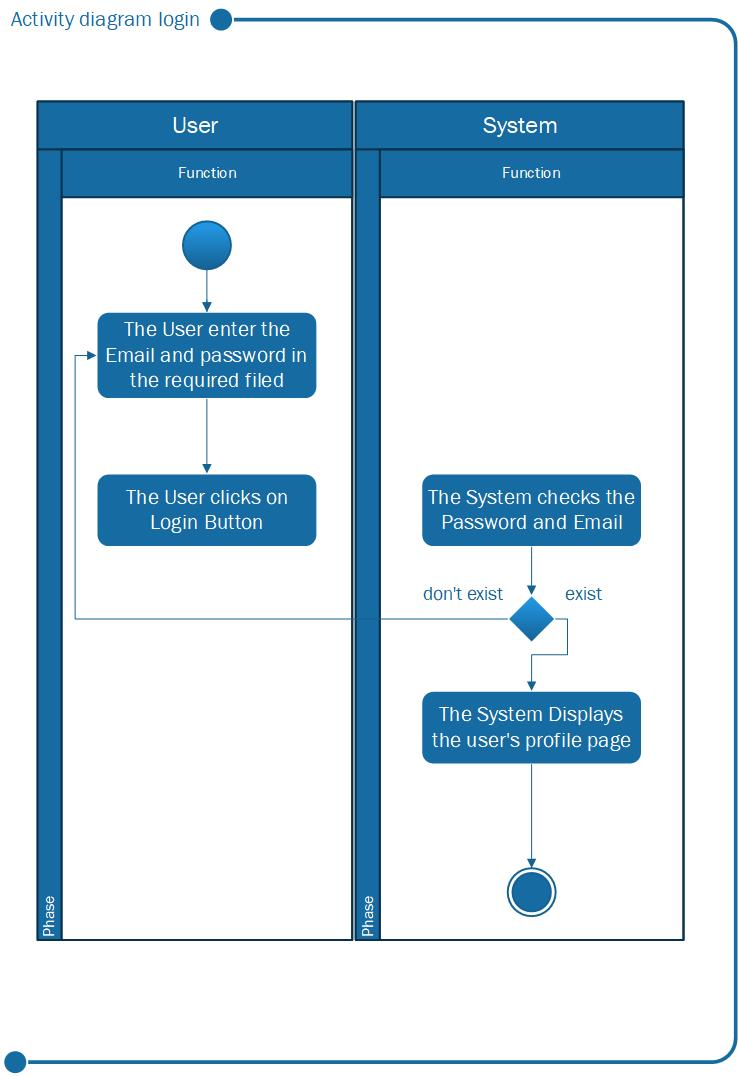 Activity diagram login
User
System
Function
Function
The User enter the
Email and password in
the required filed
The User clicks on
Login Button
The System checks the
Password and Email
don't exist
exist
The System Displays
the user's profile page
Phase
Phase